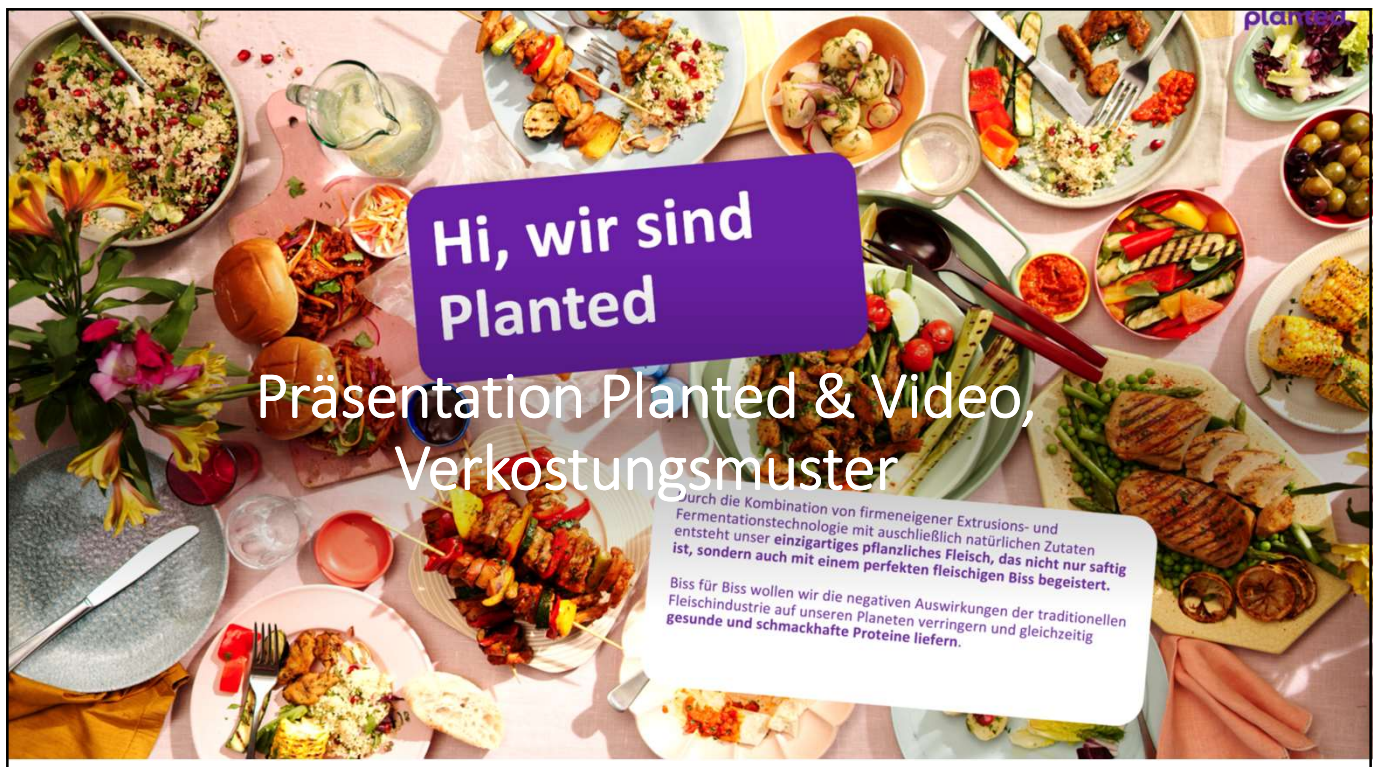 planted.
Hi, wir sind
Planted
Präsentation Planted & Video,
Verkostungsmuster
Durch die Kombination von firmeneigener Extrusions- und
Fermentationstechnologie mit auschließlich natürlichen Zutaten
entsteht unser einzigartiges pflanzliches Fleisch, das nicht nur saftig
ist, sondern auch mit einem perfekten fleischigen Biss begeistert.
Biss für Biss wollen wir die negativen Auswirkungen der traditionellen
Fleischindustrie auf unseren Planeten verringern und gleichzeitig
gesunde und schmackhafte Proteine liefern.